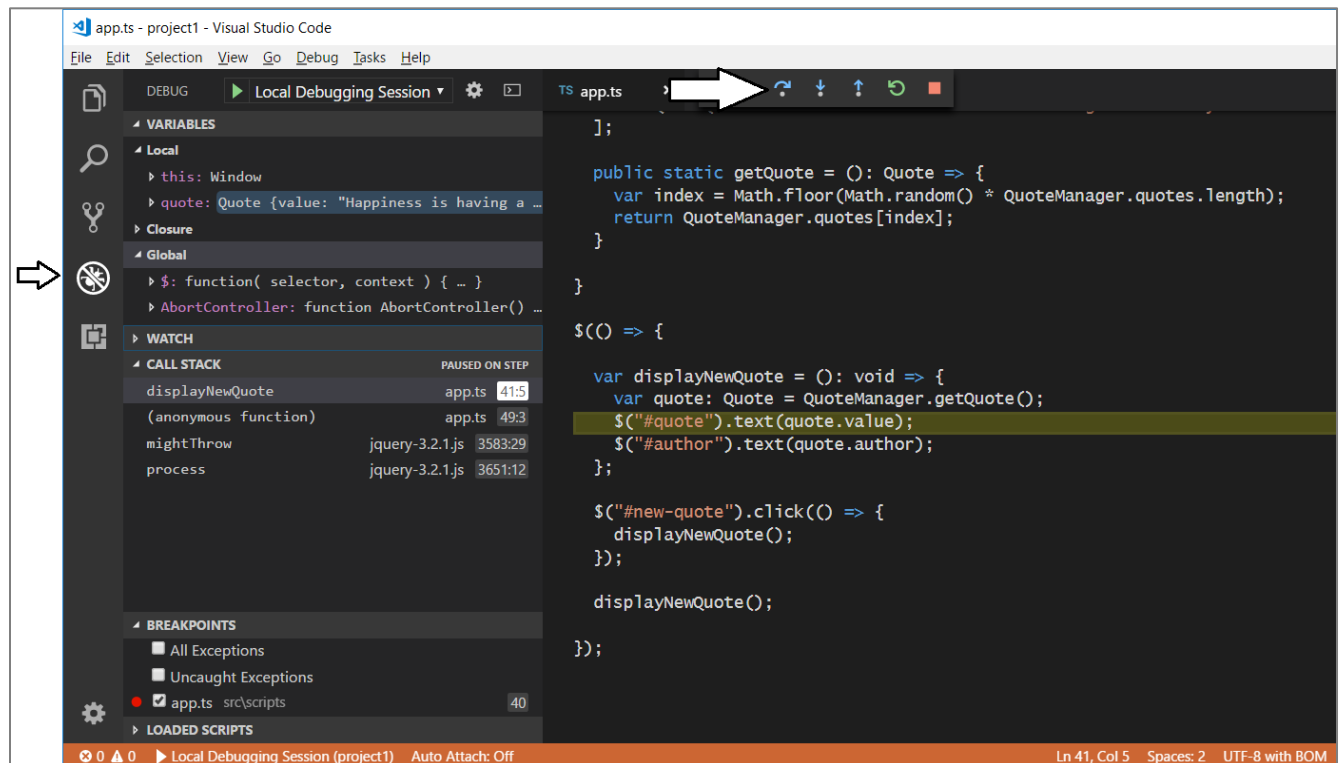 app.ts - project1 - Visual Studio Code
File Edit Selection View Go Debug Tasks Help
DEBUG Local Debugging Session
TS app.ts
VARIABLES
Local
this: Window
quote: Quote {value: "Happiness is having a …
Closure
Global
$: function( selector, context ) { … }
AbortController: function AbortController() …
WATCH
CALL STACK PAUSED ON STEP
displayNewQuote app.ts 41:5
(anonymous function) app.ts 49:3
mightThrow jquery-3.2.1.js 3583:29
process jquery-3.2.1.js 3651:12
BREAKPOINTS
All Exceptions
Uncaught Exceptions
app.ts src\scripts 40
LOADED SCRIPTS
];
public static getQuote = (): Quote => {
var index = Math.floor(Math.random() * QuoteManager.quotes.length);
return QuoteManager.quotes[index];
}
}
$(() => {
var displayNewQuote = (): void => {
var quote: Quote = QuoteManager.getQuote();
$("#quote").text(quote.value);
$("#author").text(quote.author);
};
$("#new-quote").click(() => {
displayNewQuote();
});
displayNewQuote();
});
0 0 Local Debugging Session (project1) Auto Attach: Off Ln 41, Col 5 Spaces: 2 UTF-8 with BOM